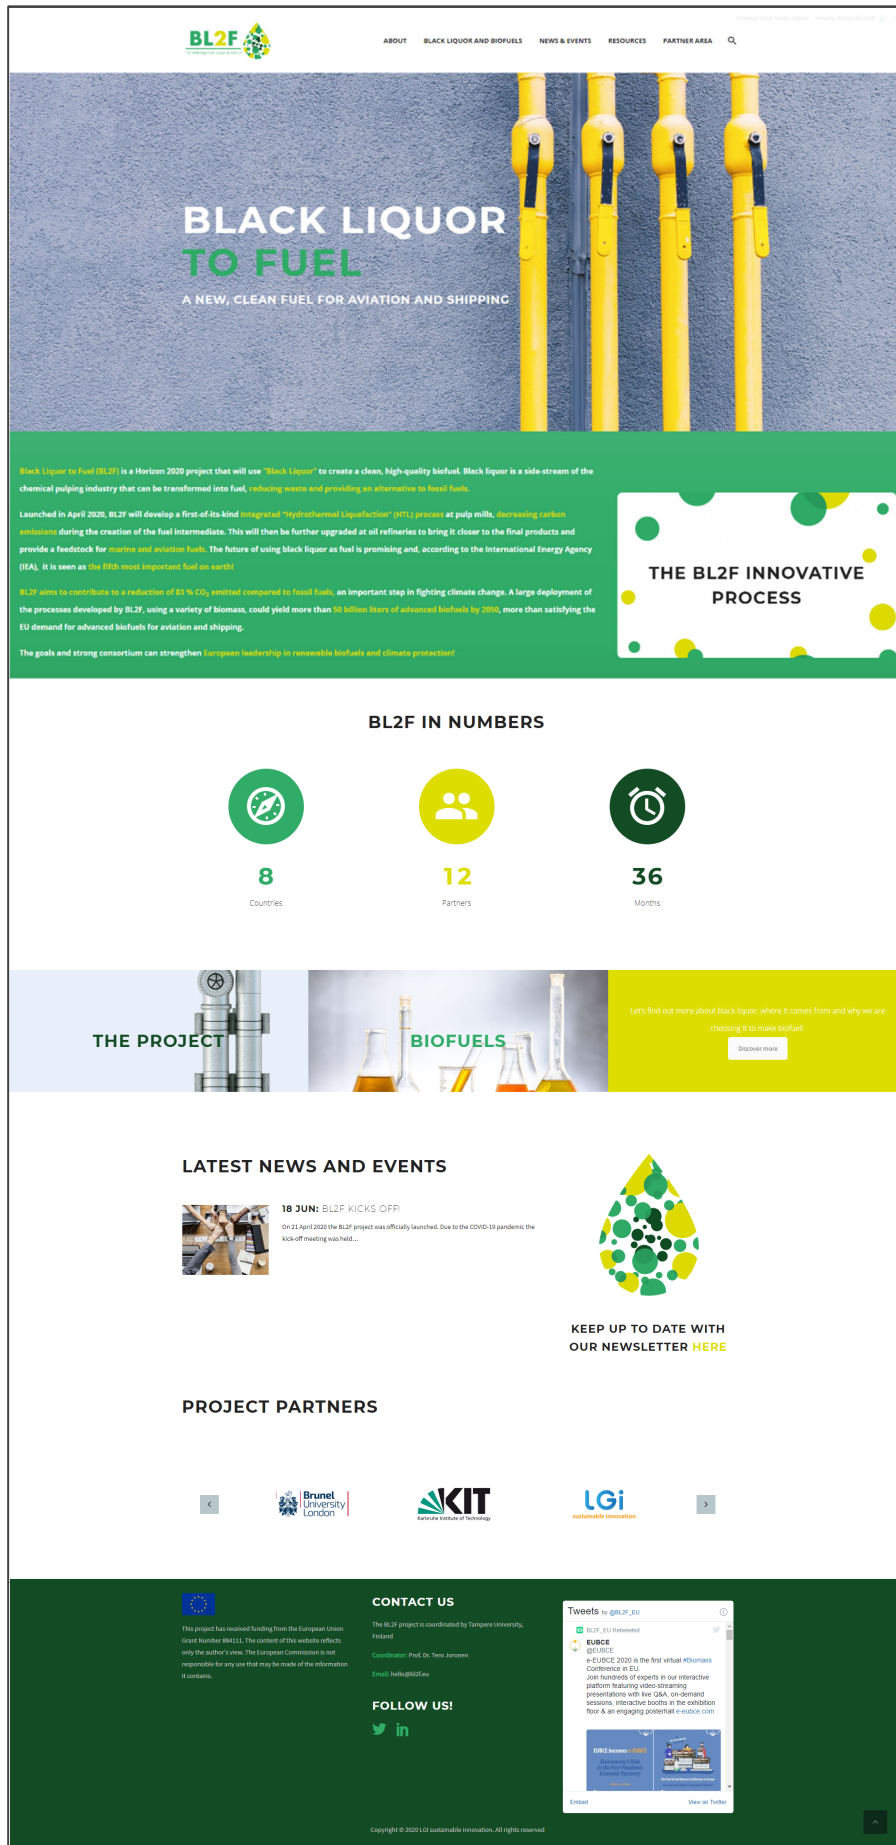 BL2F
ABOUT BLACK LIQUOR AND BIOFUELS NEWS & EVENTS RESOURCES PARTNER AREA
BLACK LIQUOR
TO FUEL
A NEW, CLEAN FUEL FOR AVIATION AND SHIPPING
Black Liquor to Fuel (BL2F) is a Horizon 2020 project that will use "Black Liquor" to create a clean, high-quality biofuel. Black liquor is a side-stream of the
chemical pulping industry that can be transformed into fuel, reducing waste and providing an alternative to fossil fuels.
Launched in April 2020, BL2F will develop a first-of-its-kind Integrated "Hydrothermal Liquefaction" (HTL) process at pulp mills, decreasing carbon
emissions during the creation of the fuel intermediate. This will then be further upgraded at oil refineries to bring it closer to the final products and
provide a feedstock for marine and aviation fuels. The future of using black liquor as fuel is promising and, according to the International Energy Agency
(IEA), it is seen as the fifth most important fuel on earth!
BL2F aims to contribute to a reduction of 83 % CO₂ emitted compared to fossil fuels, an important step in fighting climate change. A large deployment of
the processes developed by BL2F, using a variety of biomass, could yield more than 50 billion liters of advanced biofuels by 2050, more than satisfying the
EU demand for advanced biofuels for aviation and shipping.
The goals and strong consortium can strengthen European leadership in renewable biofuels and climate protection!
THE BL2F INNOVATIVE
PROCESS
BL2F IN NUMBERS
8 12 36
Countries Partners Months
THE PROJECT
BIOFUELS
Let's find out more about black liquor, where it comes from and why we are
choosing it to make biofuel!
Discover more
LATEST NEWS AND EVENTS
18 JUN: BL2F KICKS OFF!
On 21 April 2020 the BL2F project was officially launched. Due to the COVID-19 pandemic the
kick-off meeting was held…
KEEP UP TO DATE WITH
OUR NEWSLETTER HERE
PROJECT PARTNERS
Brunel
University
London
KIT
Karlsruhe Institute of Technology
LGi
sustainable innovation
This project has received funding from the European Union
Grant Number 884111. The content of this website reflects
only the author's view. The European Commission is not
responsible for any use that may be made of the information
it contains.
CONTACT US
The BL2F project is coordinated by Tampere University,
Finland
Coordinator: Prof. Dr. Tero Joronen
Email: hello@bl2f.eu
FOLLOW US!
Tweets by @BL2F_EU
BL2F_EU Retweeted
EUBCE
@EUBCE
e-EUBCE 2020 is the first virtual #Biomass
Conference in EU.
Join hundreds of experts in our interactive
platform featuring video-streaming
presentations with live Q&A, on-demand
sessions, interactive booths in the exhibition
floor & an engaging posterhall e-eubce.com
EUBCE becomes e-EUBCE
Bioeconomy's Role
in the Post-Pandemic
Economic Recovery
Embed View on Twitter
Copyright © 2020 LGI sustainable innovation. All rights reserved